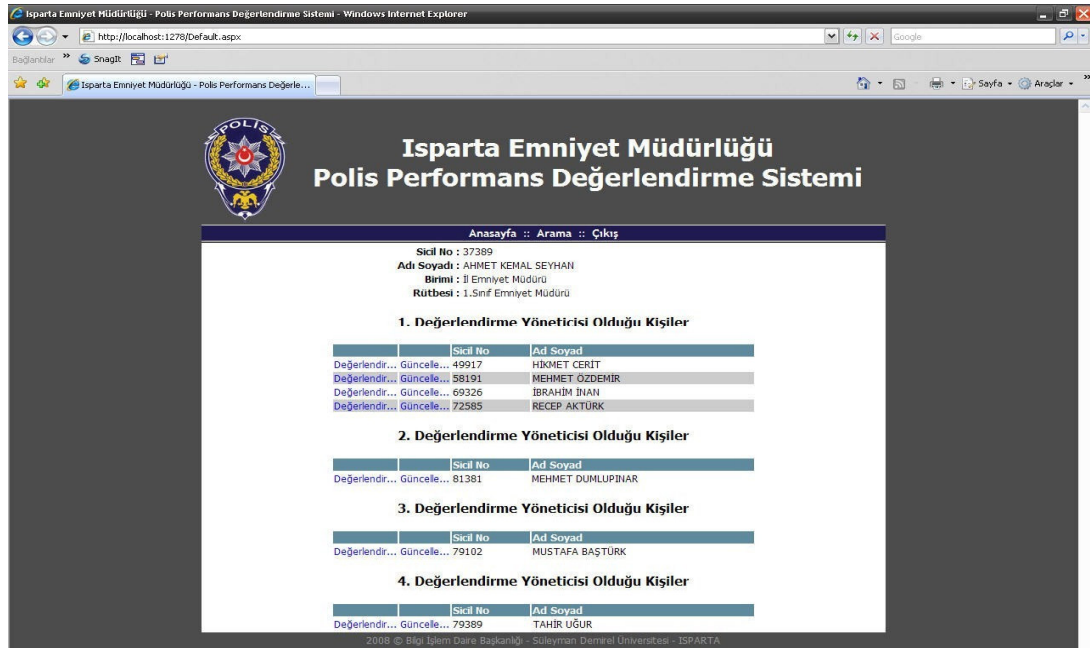 Isparta Emniyet Müdürlüğü - Polis Performans Değerlendirme Sistemi - Windows Internet Explorer
http://localhost:1278/Default.aspx
Google
Bağlantılar » SnagIt
Isparta Emniyet Müdürlüğü - Polis Performans Değerle...
Sayfa Araçlar »
POLİS
Isparta Emniyet Müdürlüğü
Polis Performans Değerlendirme Sistemi
Anasayfa :: Arama :: Çıkış
Sicil No : 37389
Adı Soyadı : AHMET KEMAL SEYHAN
Birimi : İl Emniyet Müdürü
Rütbesi : 1.Sınıf Emniyet Müdürü
1. Değerlendirme Yöneticisi Olduğu Kişiler
Sicil No Ad Soyad
Değerlendir... Güncelle... 49917 HİKMET CERİT
Değerlendir... Güncelle... 58191 MEHMET ÖZDEMİR
Değerlendir... Güncelle... 69326 İBRAHİM İNAN
Değerlendir... Güncelle... 72585 RECEP AKTÜRK
2. Değerlendirme Yöneticisi Olduğu Kişiler
Sicil No Ad Soyad
Değerlendir... Güncelle... 81381 MEHMET DUMLUPINAR
3. Değerlendirme Yöneticisi Olduğu Kişiler
Sicil No Ad Soyad
Değerlendir... Güncelle... 79102 MUSTAFA BAŞTÜRK
4. Değerlendirme Yöneticisi Olduğu Kişiler
Sicil No Ad Soyad
Değerlendir... Güncelle... 79389 TAHİR UĞUR
2008 © Bilgi İşlem Daire Başkanlığı - Süleyman Demirel Üniversitesi - ISPARTA